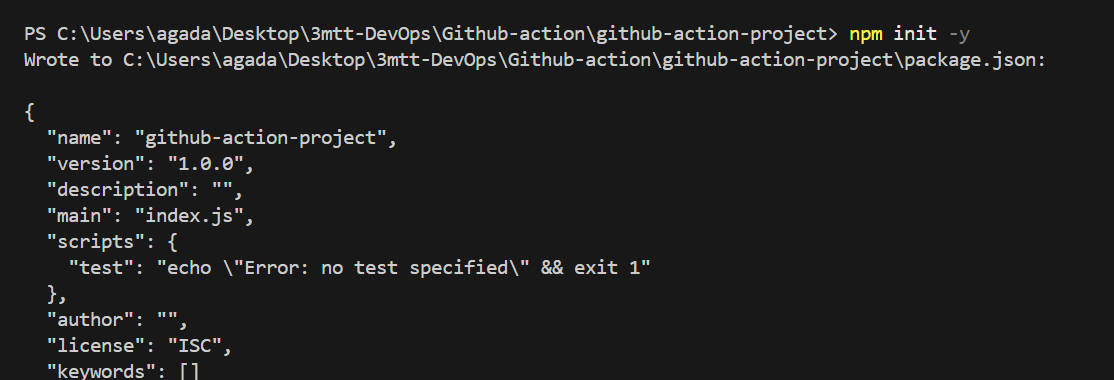 PS C:\Users\agada\Desktop\3mtt-DevOps\Github-action\github-action-project> npm init -y
Wrote to C:\Users\agada\Desktop\3mtt-DevOps\Github-action\github-action-project\package.json:
{
  "name": "github-action-project",
  "version": "1.0.0",
  "description": "",
  "main": "index.js",
  "scripts": {
    "test": "echo \"Error: no test specified\" && exit 1"
  },
  "author": "",
  "license": "ISC",
  "keywords": []